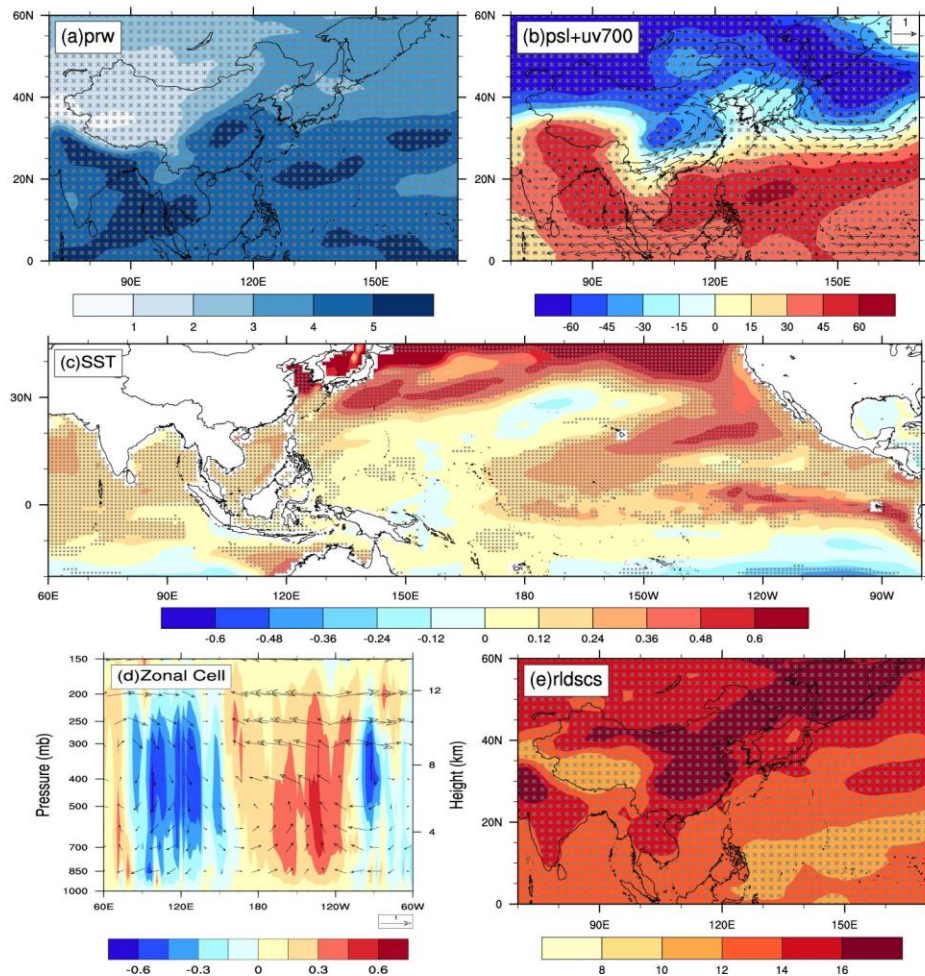 60N
(a)prw
40N
20N
0
90E 120E 150E
1 2 3 4 5
60N
(b)psl+uv700
1
40N
20N
0
90E 120E 150E
-60 -45 -30 -15 0 15 30 45 60
(c)SST
30N
0
60E 90E 120E 150E 180 150W 120W 90W
-0.6 -0.48 -0.36 -0.24 -0.12 0 0.12 0.24 0.36 0.48 0.6
150
(d)Zonal Cell
200
250
300
400
500
700
850
1000
Pressure (mb)
12
8
4
Height (km)
60E 120E 180 120W 60W
1
-0.6 -0.3 0 0.3 0.6
60N
(e)rldscs
40N
20N
0
90E 120E 150E
8 10 12 14 16